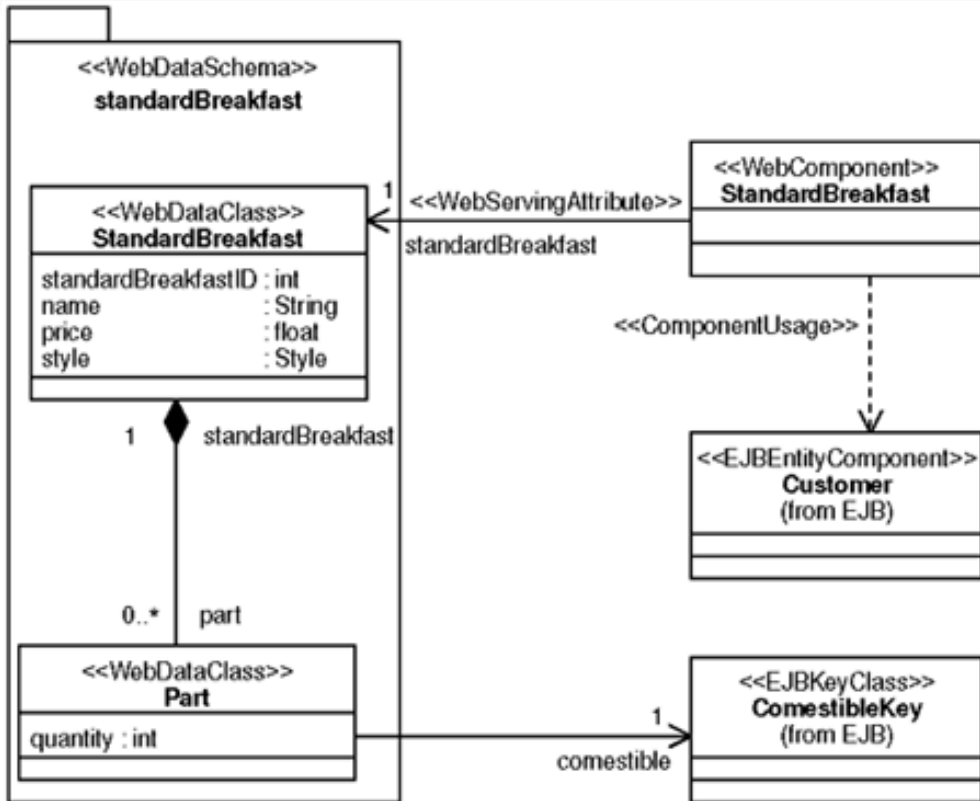 <<WebDataSchema>>
standardBreakfast
<<WebDataClass>>
StandardBreakfast
standardBreakfastID : int
name : String
price : float
style : Style
1
<<WebServingAttribute>>
standardBreakfast
<<WebComponent>>
StandardBreakfast
<<ComponentUsage>>
1 standardBreakfast
<<EJBEntityComponent>>
Customer
(from EJB)
0..* part
<<WebDataClass>>
Part
quantity : int
1
comestible
<<EJBKeyClass>>
ComestibleKey
(from EJB)